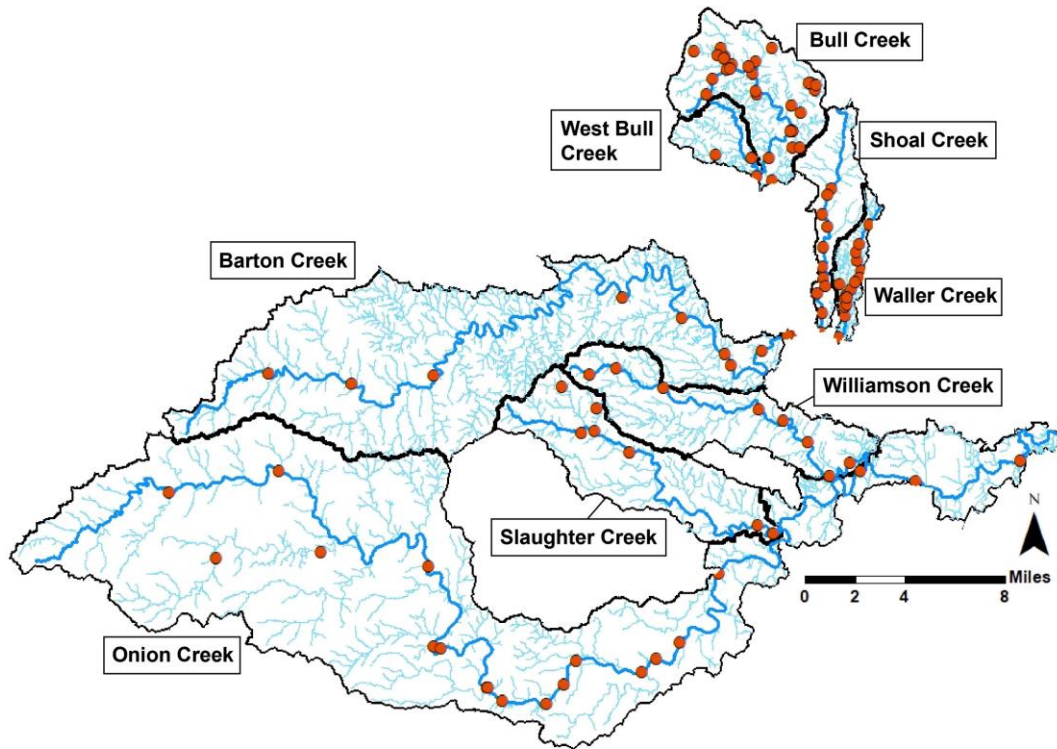 Bull Creek
West Bull
Creek
Shoal Creek
Barton Creek
Waller Creek
Williamson Creek
Slaughter Creek
N
Miles
0 2 4 8
Onion Creek